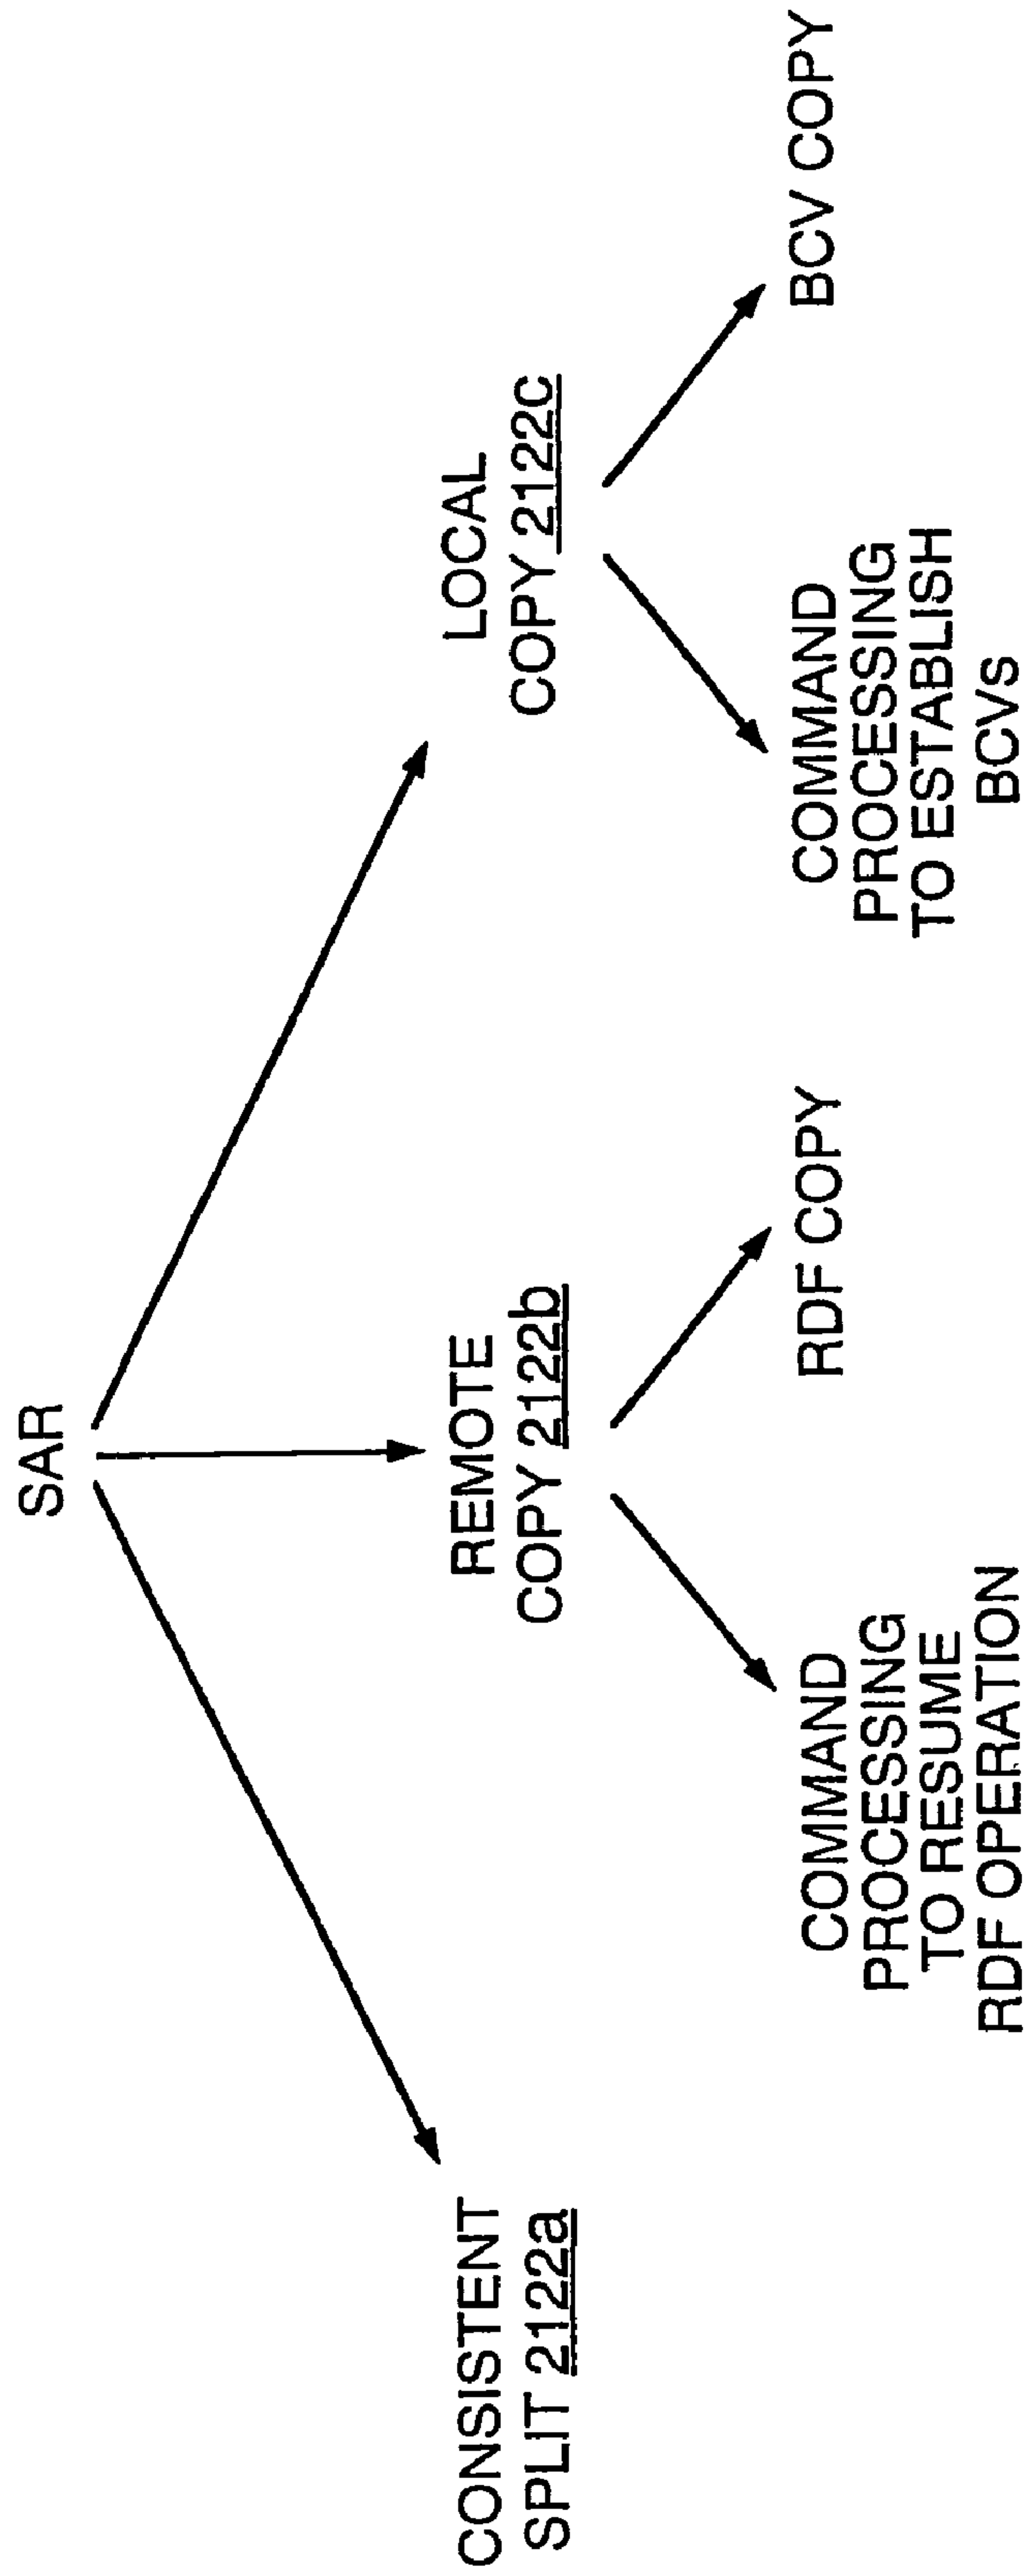 SAR
CONSISTENT
SPLIT 2122a
REMOTE
COPY 2122b
LOCAL
COPY 2122c
COMMAND
PROCESSING
TO RESUME
RDF OPERATION
RDF COPY
COMMAND
PROCESSING
TO ESTABLISH
BCVs
BCV COPY